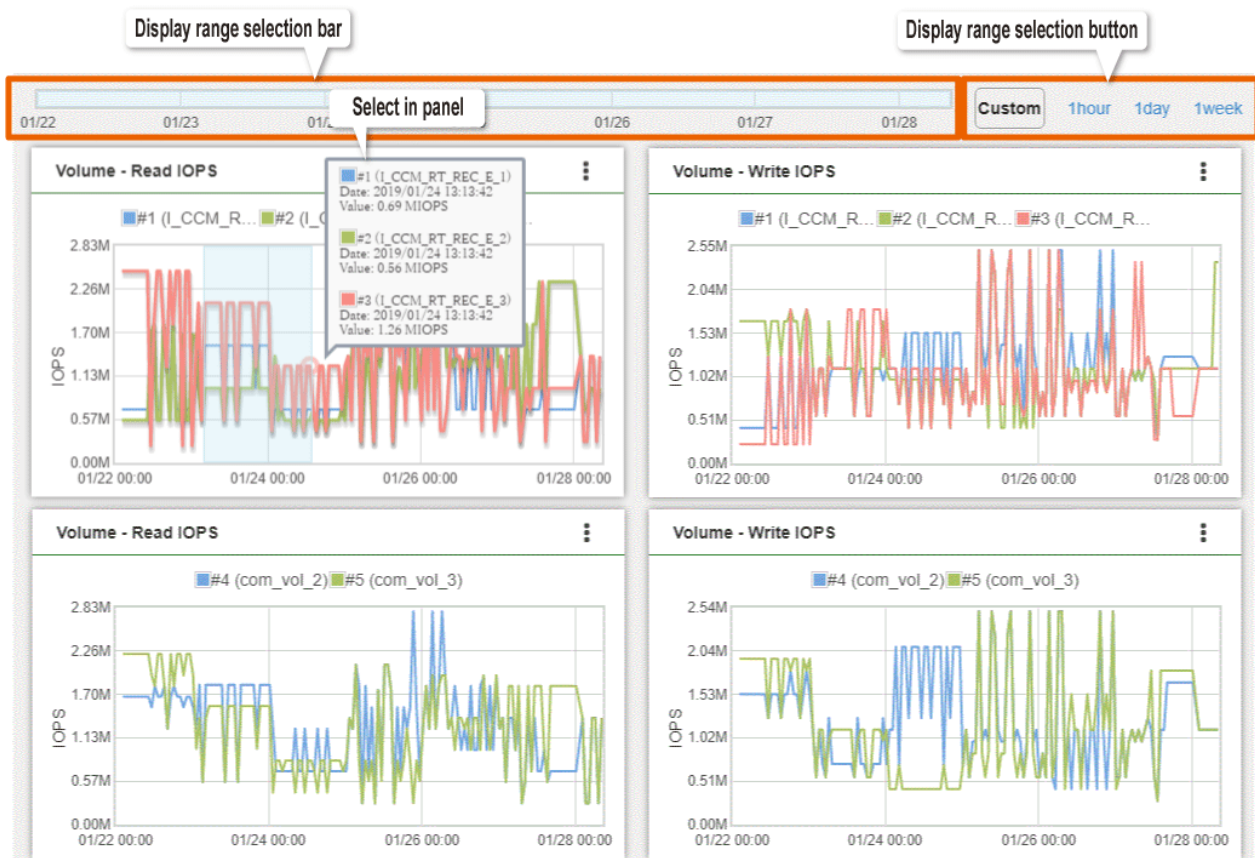 Display range selection bar
Display range selection button
Select in panel
01/22 01/23 01/2 01/26 01/27 01/28
Custom 1hour 1day 1week
Volume - Read IOPS
#1 (I_CCM_R... #2 (I_C
#1 (I_CCM_RT_REC_E_1)
Date: 2019/01/24 13:13:42
Value: 0.69 MIOPS
#2 (I_CCM_RT_REC_E_2)
Date: 2019/01/24 13:13:42
Value: 0.56 MIOPS
#3 (I_CCM_RT_REC_E_3)
Date: 2019/01/24 13:13:42
Value: 1.26 MIOPS
2.83M
2.26M
1.70M
1.13M
0.57M
0.00M
IOPS
01/22 00:00 01/24 00:00 01/26 00:00 01/28 00:00
Volume - Write IOPS
#1 (I_CCM_R... #2 (I_CCM_R... #3 (I_CCM_R...
2.55M
2.04M
1.53M
1.02M
0.51M
0.00M
IOPS
01/22 00:00 01/24 00:00 01/26 00:00 01/28 00:00
Volume - Read IOPS
#4 (com_vol_2) #5 (com_vol_3)
2.83M
2.26M
1.70M
1.13M
0.57M
0.00M
IOPS
01/22 00:00 01/24 00:00 01/26 00:00 01/28 00:00
Volume - Write IOPS
#4 (com_vol_2) #5 (com_vol_3)
2.54M
2.04M
1.53M
1.02M
0.51M
0.00M
IOPS
01/22 00:00 01/24 00:00 01/26 00:00 01/28 00:00